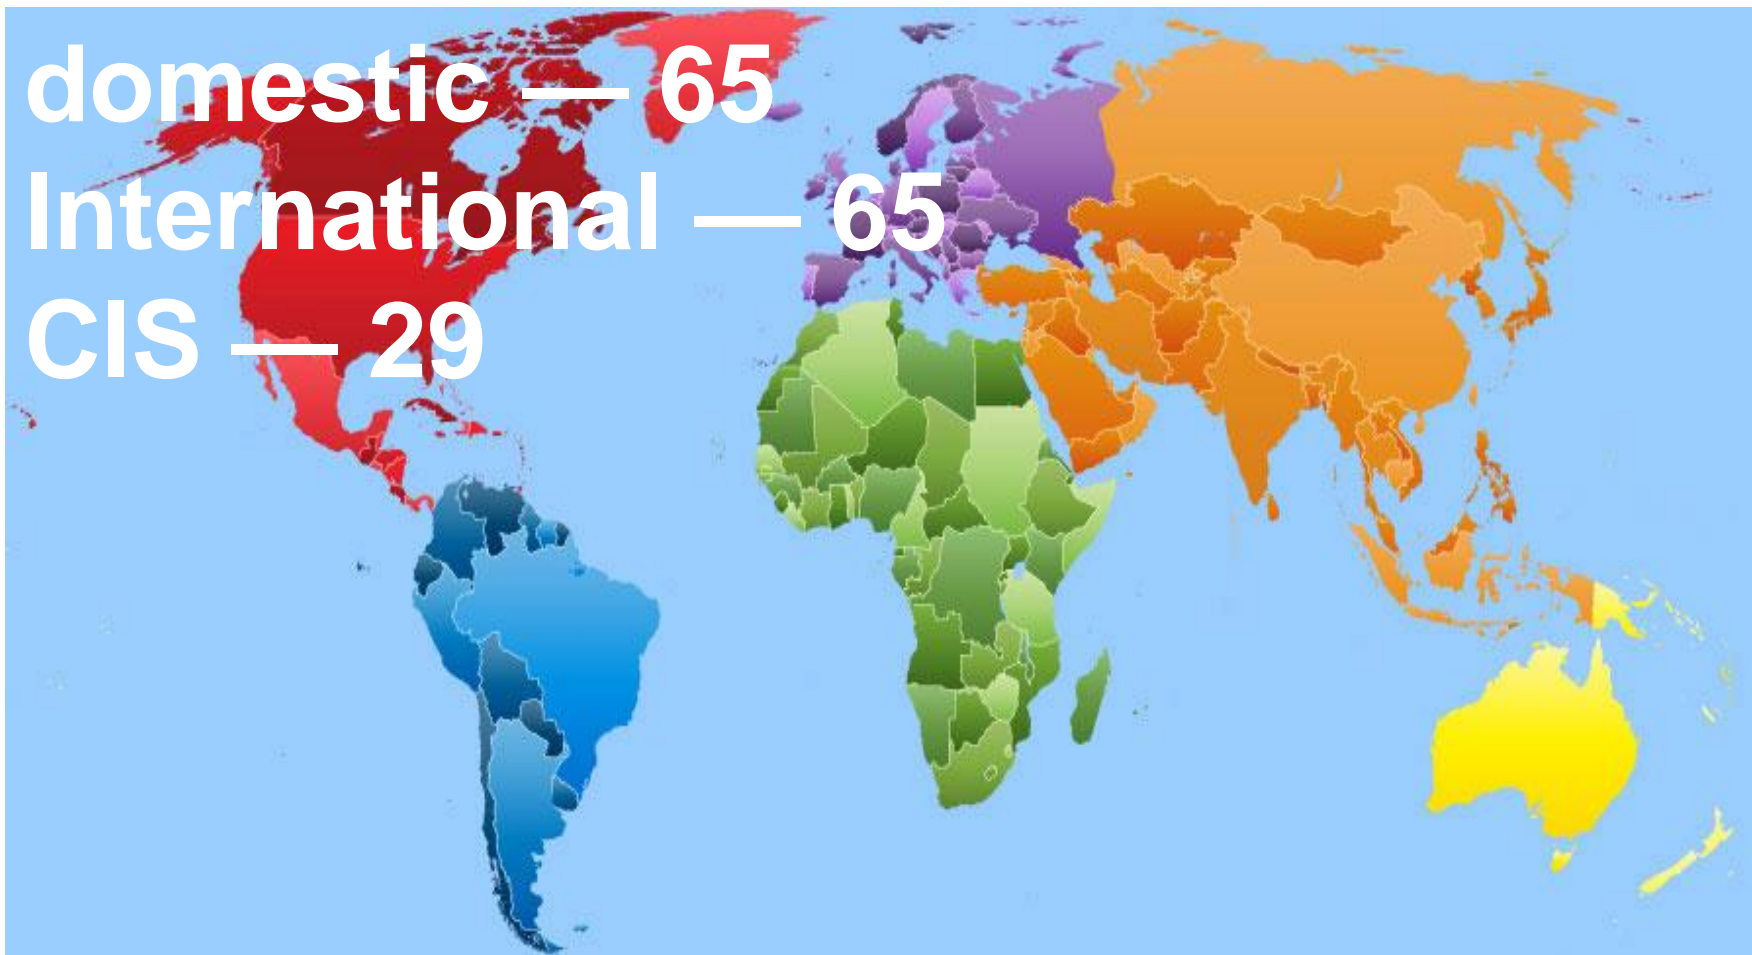 domestic — 65
International — 65
CIS — 29